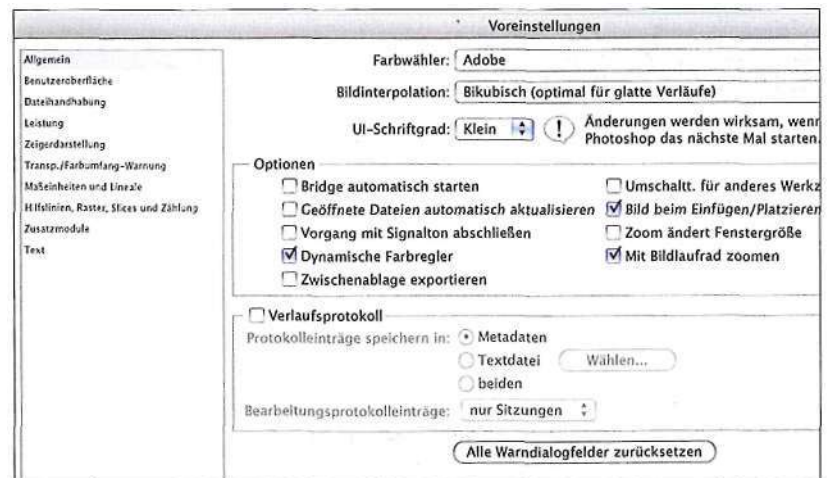 Voreinstellungen
Allgemein
Benutzeroberfläche
Dateihandhabung
Leistung
Zeigerdarstellung
Transp./Farbumfang-Warnung
Maßeinheiten und Lineale
Hilfslinien, Raster, Slices und Zählung
Zusatzmodule
Text
Farbwähler: Adobe
Bildinterpolation: Bikubisch (optimal für glatte Verläufe)
UI-Schriftgrad: Klein
Änderungen werden wirksam, wenn
Photoshop das nächste Mal starten.
Optionen
Bridge automatisch starten
Geöffnete Dateien automatisch aktualisieren
Vorgang mit Signalton abschließen
Dynamische Farbregler
Zwischenablage exportieren
Umschaltt. für anderes Werkz
Bild beim Einfügen/Platzieren
Zoom ändert Fenstergröße
Mit Bildlaufrad zoomen
Verlaufsprotokoll
Protokolleinträge speichern in: Metadaten
Textdatei Wählen...
beiden
Bearbeitungsprotokolleinträge: nur Sitzungen
Alle Warndialogfelder zurücksetzen